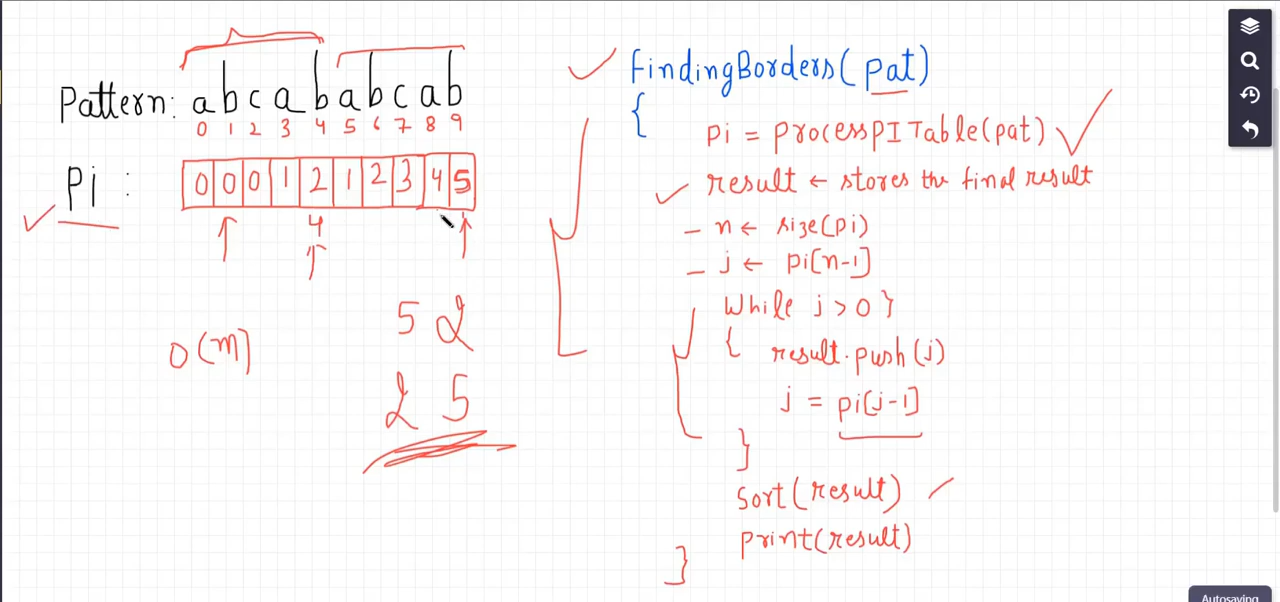 Pattern: a b c a b a b c a b
0 1 2 3 4 5 6 7 8 9
Pi : 0 0 0 1 2 1 2 3 4 5
4
5 2
O(m)
2 5
FindingBorders(pat)
{
pi = processPITable(pat)
result ← stores the final result
- n ← size(pi)
- j ← pi[n-1]
While j > 0 }
{ result.push(j)
j = pi[j-1]
}
Sort(result)
print(result)
}
Autosaving